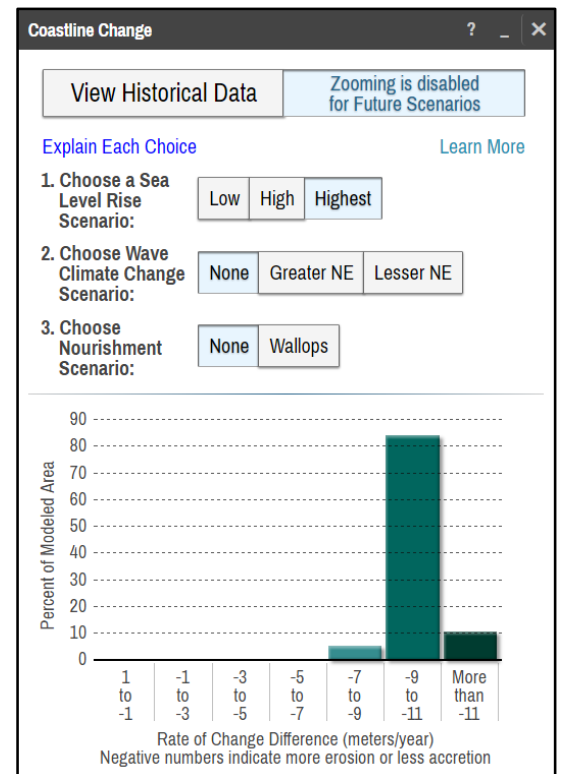 Coastline Change ? _ ✕
View Historical Data
Zooming is disabled
for Future Scenarios
Explain Each Choice
Learn More
1. Choose a Sea
Level Rise
Scenario:
Low High Highest
2. Choose Wave
Climate Change
Scenario:
None Greater NE Lesser NE
3. Choose
Nourishment
Scenario:
None Wallops
Percent of Modeled Area
90
80
70
60
50
40
30
20
10
0
1 to -1
-1 to -3
-3 to -5
-5 to -7
-7 to -9
-9 to -11
More than -11
Rate of Change Difference (meters/year)
Negative numbers indicate more erosion or less accretion